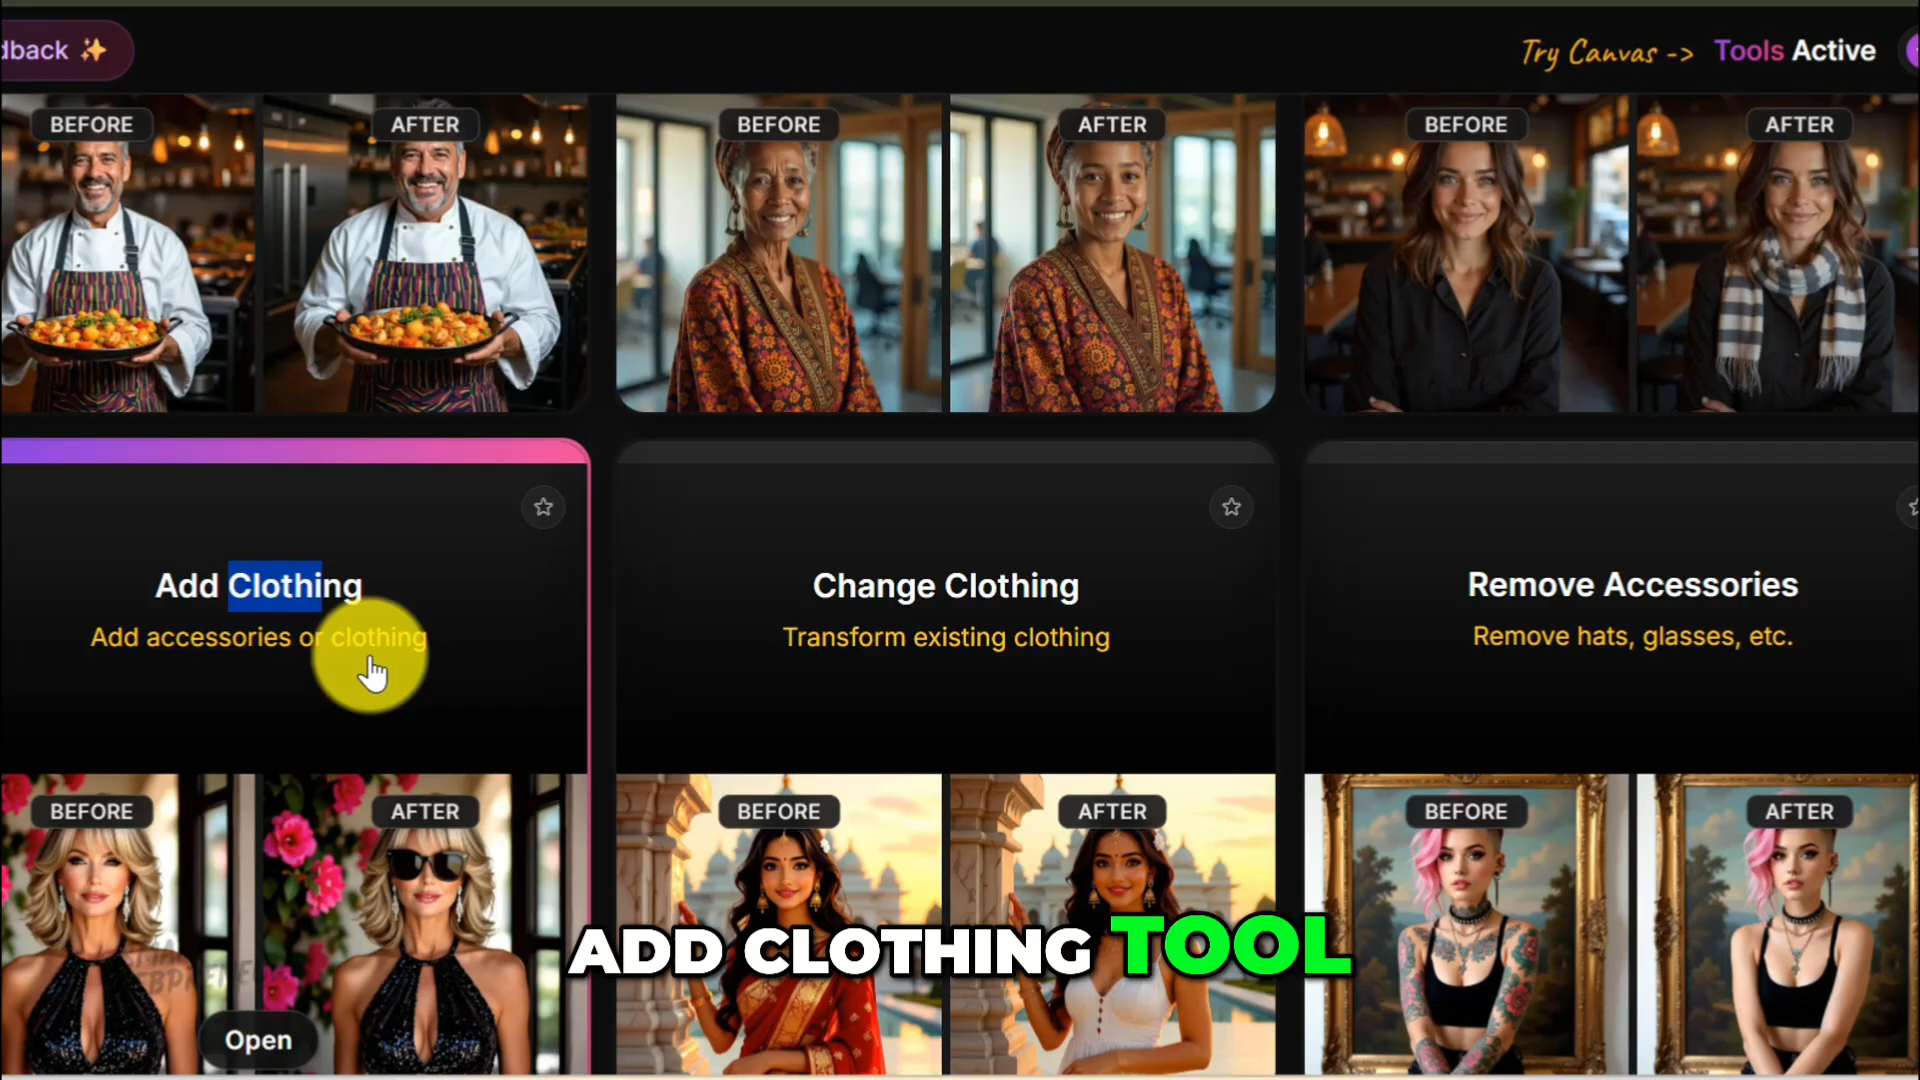 dback ✨
Try Canvas -> Tools Active
BEFORE AFTER BEFORE AFTER BEFORE AFTER
Add Clothing
Add accessories or clothing
Change Clothing
Transform existing clothing
Remove Accessories
Remove hats, glasses, etc.
BEFORE AFTER BEFORE AFTER BEFORE AFTER
ADD CLOTHING TOOL
Open